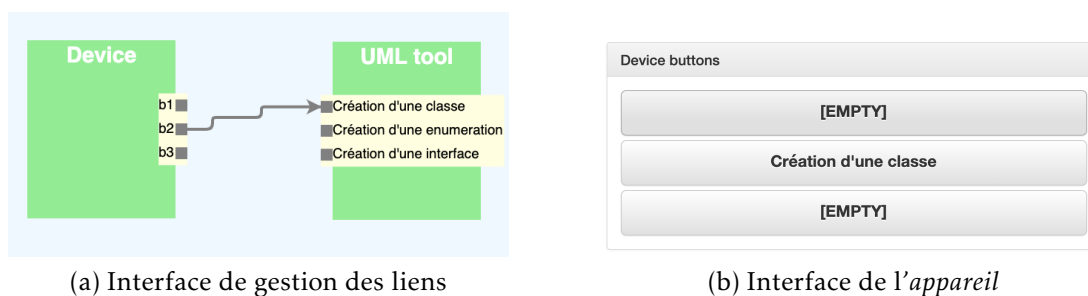 Device
UML tool
b1
b2
b3
Création d'une classe
Création d'une enumeration
Création d'une interface
(a) Interface de gestion des liens
Device buttons
[EMPTY]
Création d'une classe
[EMPTY]
(b) Interface de l'appareil